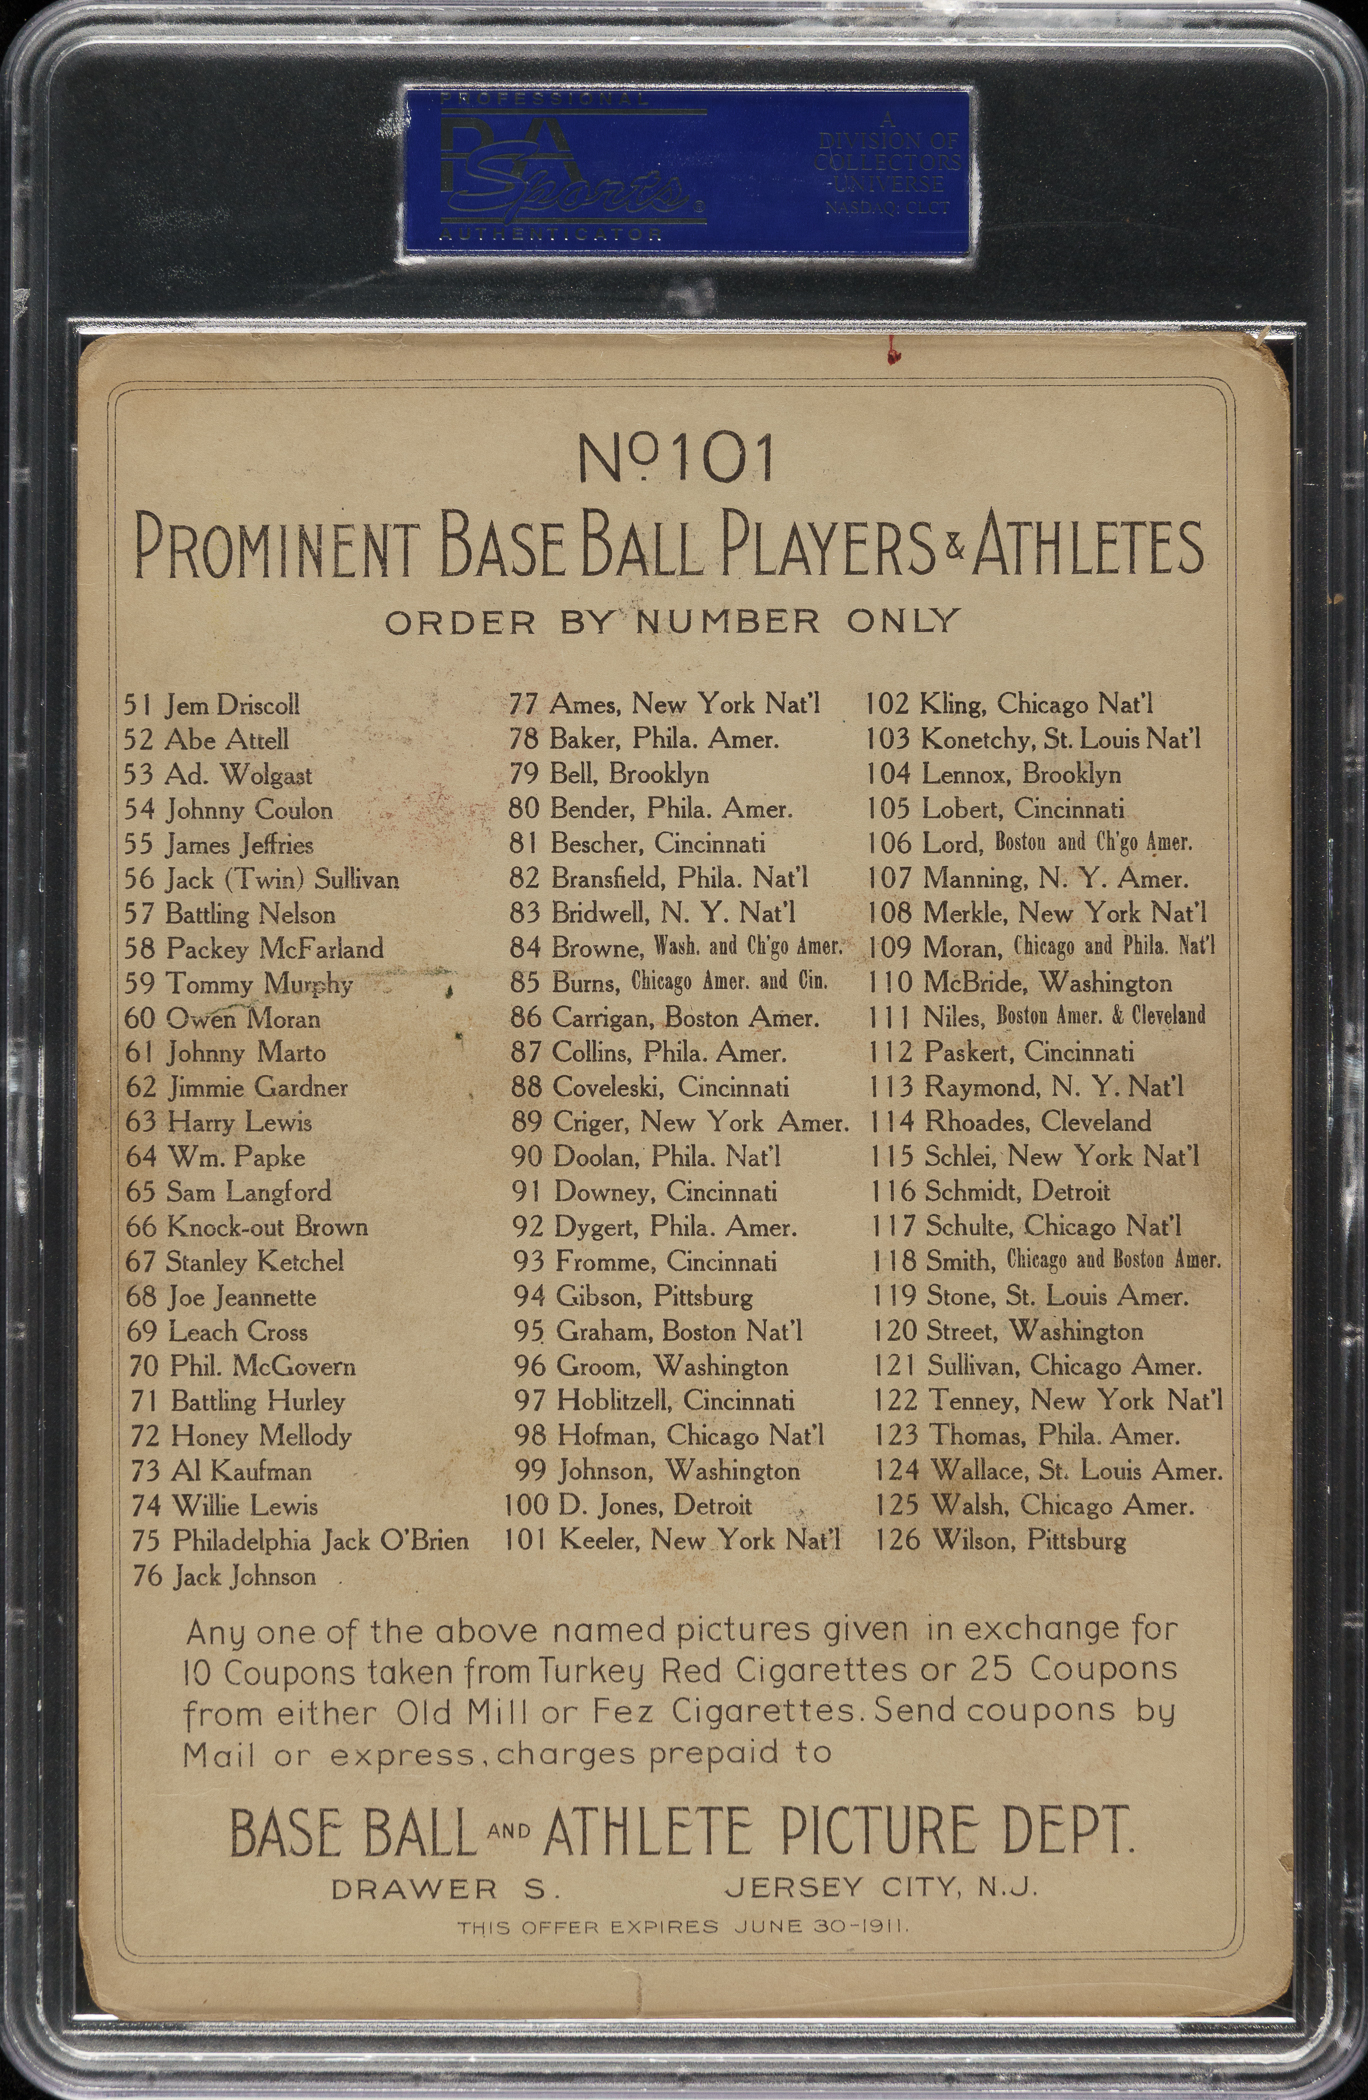 PROFESSIONAL
PSA
Sports®
AUTHENTICATOR
A
DIVISION OF
COLLECTORS
UNIVERSE
NASDAQ: CLCT
No. 101
PROMINENT BASE BALL PLAYERS & ATHLETES
ORDER BY NUMBER ONLY
51 Jem Driscoll
52 Abe Attell
53 Ad. Wolgast
54 Johnny Coulon
55 James Jeffries
56 Jack (Twin) Sullivan
57 Battling Nelson
58 Packey McFarland
59 Tommy Murphy
60 Owen Moran
61 Johnny Marto
62 Jimmie Gardner
63 Harry Lewis
64 Wm. Papke
65 Sam Langford
66 Knock-out Brown
67 Stanley Ketchel
68 Joe Jeannette
69 Leach Cross
70 Phil. McGovern
71 Battling Hurley
72 Honey Mellody
73 Al Kaufman
74 Willie Lewis
75 Philadelphia Jack O'Brien
76 Jack Johnson
77 Ames, New York Nat'l
78 Baker, Phila. Amer.
79 Bell, Brooklyn
80 Bender, Phila. Amer.
81 Bescher, Cincinnati
82 Bransfield, Phila. Nat'l
83 Bridwell, N. Y. Nat'l
84 Browne, Wash. and Ch'go Amer.
85 Burns, Chicago Amer. and Cin.
86 Carrigan, Boston Amer.
87 Collins, Phila. Amer.
88 Coveleski, Cincinnati
89 Criger, New York Amer.
90 Doolan, Phila. Nat'l
91 Downey, Cincinnati
92 Dygert, Phila. Amer.
93 Fromme, Cincinnati
94 Gibson, Pittsburg
95 Graham, Boston Nat'l
96 Groom, Washington
97 Hoblitzell, Cincinnati
98 Hofman, Chicago Nat'l
99 Johnson, Washington
100 D. Jones, Detroit
101 Keeler, New York Nat'l
102 Kling, Chicago Nat'l
103 Konetchy, St. Louis Nat'l
104 Lennox, Brooklyn
105 Lobert, Cincinnati
106 Lord, Boston and Ch'go Amer.
107 Manning, N. Y. Amer.
108 Merkle, New York Nat'l
109 Moran, Chicago and Phila. Nat'l
110 McBride, Washington
111 Niles, Boston Amer. & Cleveland
112 Paskert, Cincinnati
113 Raymond, N. Y. Nat'l
114 Rhoades, Cleveland
115 Schlei, New York Nat'l
116 Schmidt, Detroit
117 Schulte, Chicago Nat'l
118 Smith, Chicago and Boston Amer.
119 Stone, St. Louis Amer.
120 Street, Washington
121 Sullivan, Chicago Amer.
122 Tenney, New York Nat'l
123 Thomas, Phila. Amer.
124 Wallace, St. Louis Amer.
125 Walsh, Chicago Amer.
126 Wilson, Pittsburg
Any one of the above named pictures given in exchange for
10 Coupons taken from Turkey Red Cigarettes or 25 Coupons
from either Old Mill or Fez Cigarettes. Send coupons by
Mail or express, charges prepaid to
BASE BALL AND ATHLETE PICTURE DEPT.
DRAWER S. JERSEY CITY, N.J.
THIS OFFER EXPIRES JUNE 30-1911.